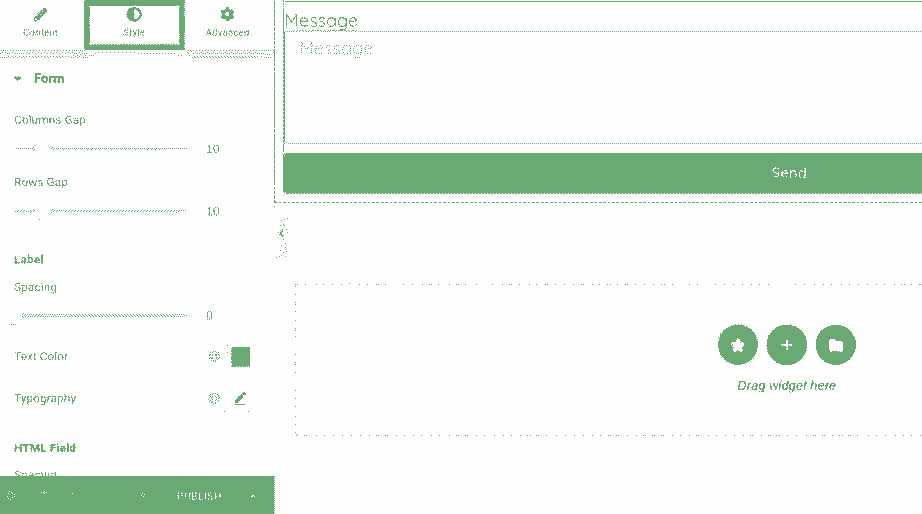 Content Style Advanced
Form
Columns Gap
10
Rows Gap
10
Label
Spacing
0
Text Color
Typography
HTML Field
Spacing
PUBLISH
Message
Message
Send
Drag widget here